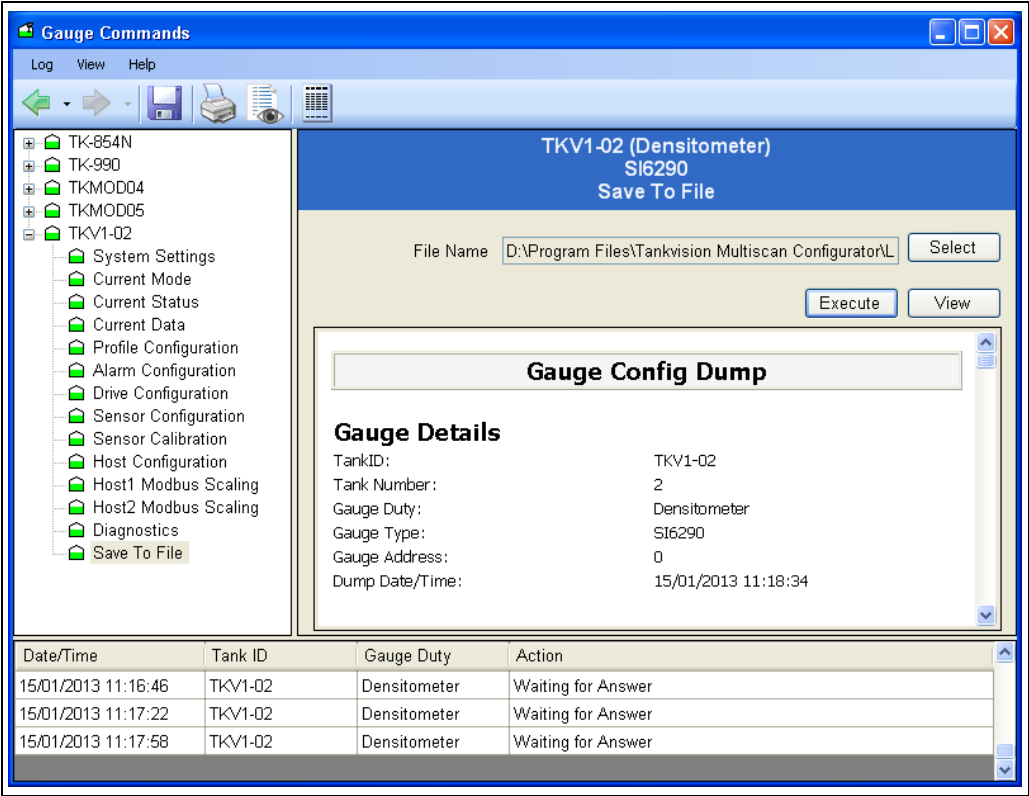 Gauge Commands
Log View Help
TK-854N
TK-990
TKMOD04
TKMOD05
TKV1-02
System Settings
Current Mode
Current Status
Current Data
Profile Configuration
Alarm Configuration
Drive Configuration
Sensor Configuration
Sensor Calibration
Host Configuration
Host1 Modbus Scaling
Host2 Modbus Scaling
Diagnostics
Save To File
TKV1-02 (Densitometer)
SI6290
Save To File
File Name D:\Program Files\Tankvision Multiscan Configurator\L Select
Execute View
Gauge Config Dump
Gauge Details
TankID: TKV1-02
Tank Number: 2
Gauge Duty: Densitometer
Gauge Type: SI6290
Gauge Address: 0
Dump Date/Time: 15/01/2013 11:18:34
Date/Time Tank ID Gauge Duty Action
15/01/2013 11:16:46 TKV1-02 Densitometer Waiting for Answer
15/01/2013 11:17:22 TKV1-02 Densitometer Waiting for Answer
15/01/2013 11:17:58 TKV1-02 Densitometer Waiting for Answer